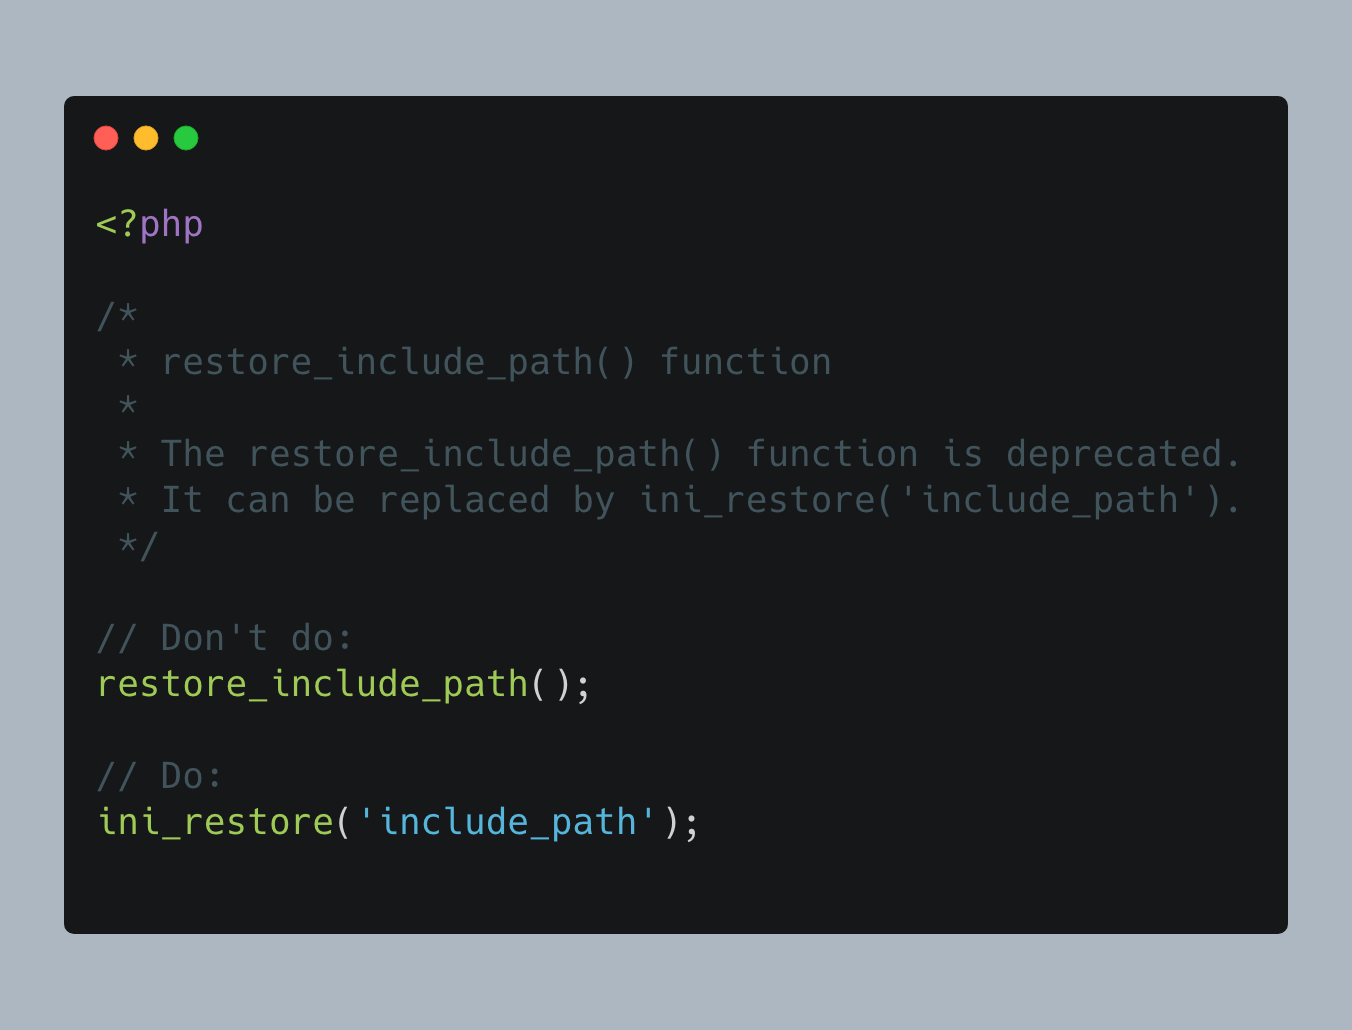 <?php
/*
 * restore_include_path() function
 *
 * The restore_include_path() function is deprecated.
 * It can be replaced by ini_restore('include_path').
 */
// Don't do:
restore_include_path();
// Do:
ini_restore('include_path');